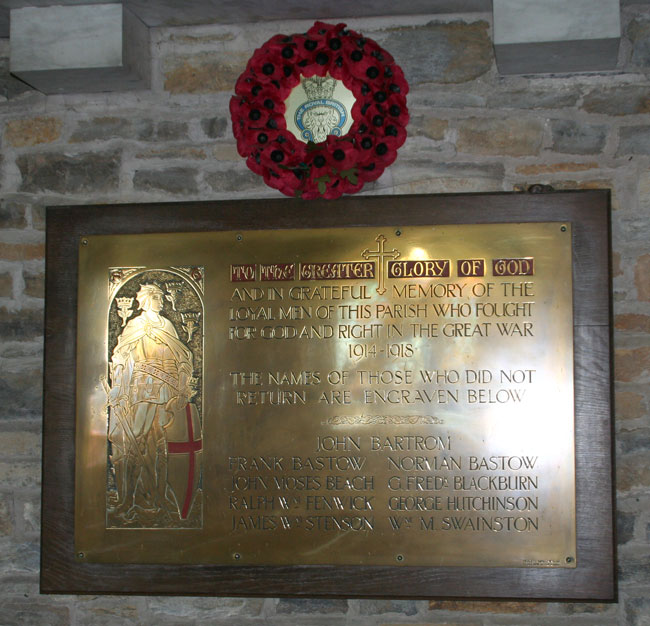 THE ROYAL BRITISH
TO THE GREATER GLORY OF GOD
AND IN GRATEFUL MEMORY OF THE
LOYAL MEN OF THIS PARISH WHO FOUGHT
FOR GOD AND RIGHT IN THE GREAT WAR
1914-1918
THE NAMES OF THOSE WHO DID NOT
RETURN ARE ENGRAVEN BELOW
JOHN BARTROM
FRANK BASTOW NORMAN BASTOW
JOHN MOSES BEACH G. FREDK BLACKBURN
RALPH WM FENWICK GEORGE HUTCHINSON
JAMES WM STENSON WM M. SWAINSTON